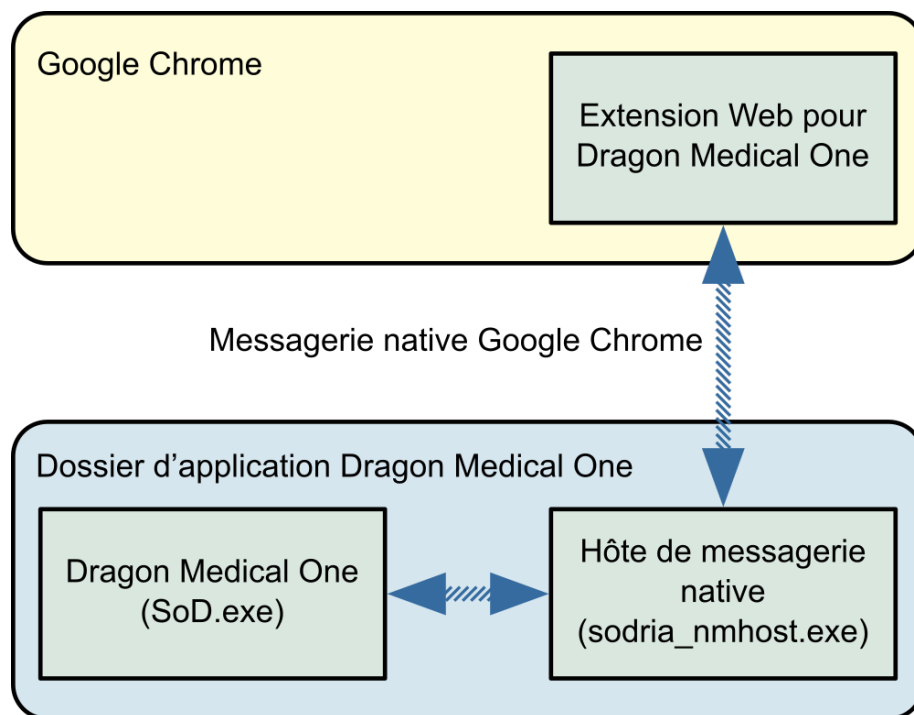 Google Chrome
Extension Web pour
Dragon Medical One
Messagerie native Google Chrome
Dossier d’application Dragon Medical One
Dragon Medical One
(SoD.exe)
Hôte de messagerie
native
(sodria_nmhost.exe)